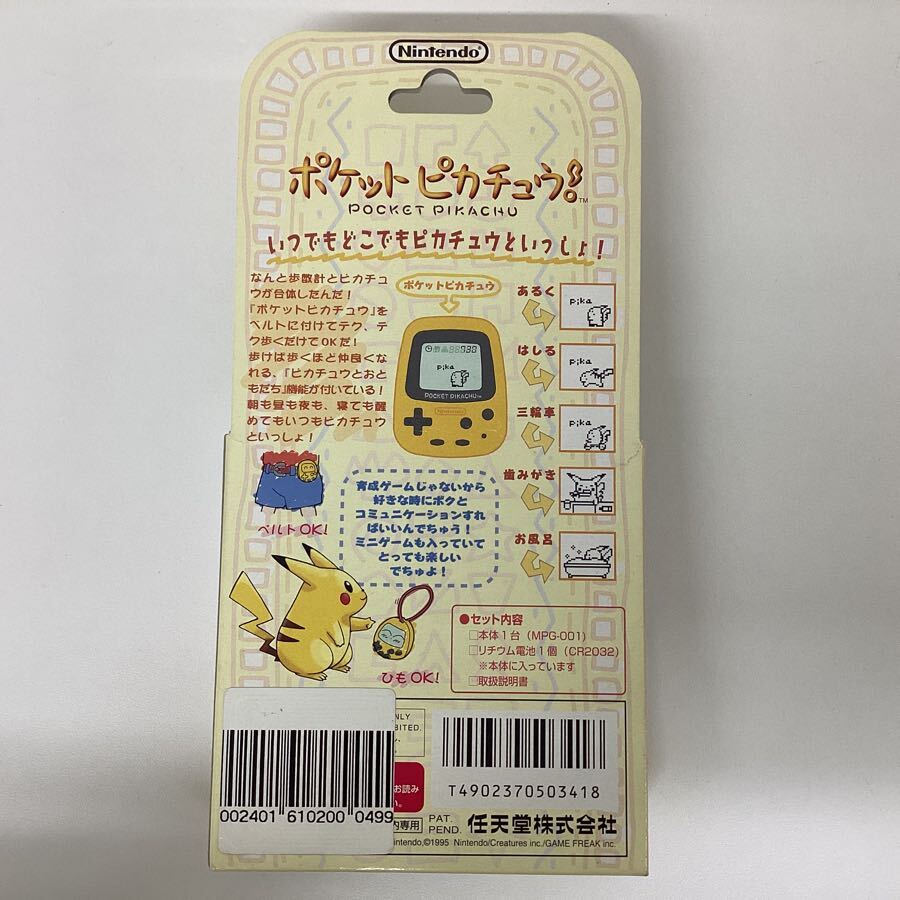 Nintendo
ポケットピカチュウ!™
POCKET PIKACHU
いつでもどこでもピカチュウといっしょ!
なんと歩数計とピカチュ
ウが合体したんだ!
「ポケットピカチュウ」を
ベルトに付けてテク、テ
ク歩くだけでOKだ!
歩けば歩くほど仲良くな
れる、「ピカチュウとおと
もだち」機能が付いている!
朝も昼も夜も、寝ても醒
めてもいつもピカチュウ
といっしょ!
ポケットピカチュウ
pika
POCKET PIKACHU™
Nintendo
あるく
pika
はしる
pika
三輪車
pika
歯みがき
お風呂
ベルトOK!
育成ゲームじゃないから
好きな時にボクと
コミュニケーションすれ
ばいいんでちゅう!
ミニゲームも入っていて
とっても楽しい
でちゅよ!
ひもOK!
●セット内容
□本体1台(MPG-001)
□リチウム電池1個(CR2032)
※本体に入っています
□取扱説明書
NLY
IBITED.
お読み
い。
T4902370503418
002401 610200 0499
内専用
PAT.
PEND.
任天堂株式会社
intendo,©1995 Nintendo/Creatures inc./GAME FREAK inc.